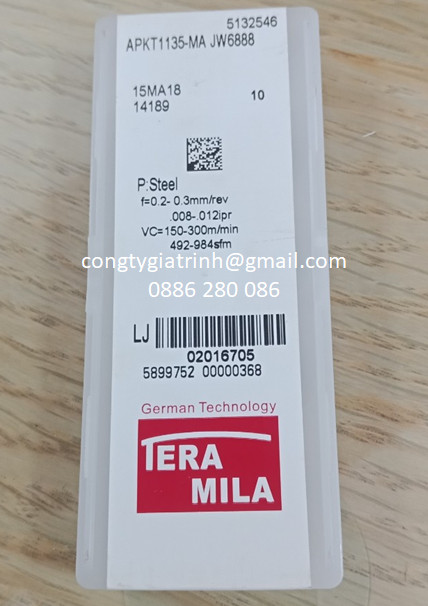 5132546
APKT1135-MA JW6888
15MA18
14189 10
P:Steel
f=0.2- 0.3mm/rev
.008-.012ipr
VC=150-300m/min
492-984sfm
congtygiatrinh@gmail.com
0886 280 086
LJ
02016705
5899752 00000368
German Technology
TERA
MILA